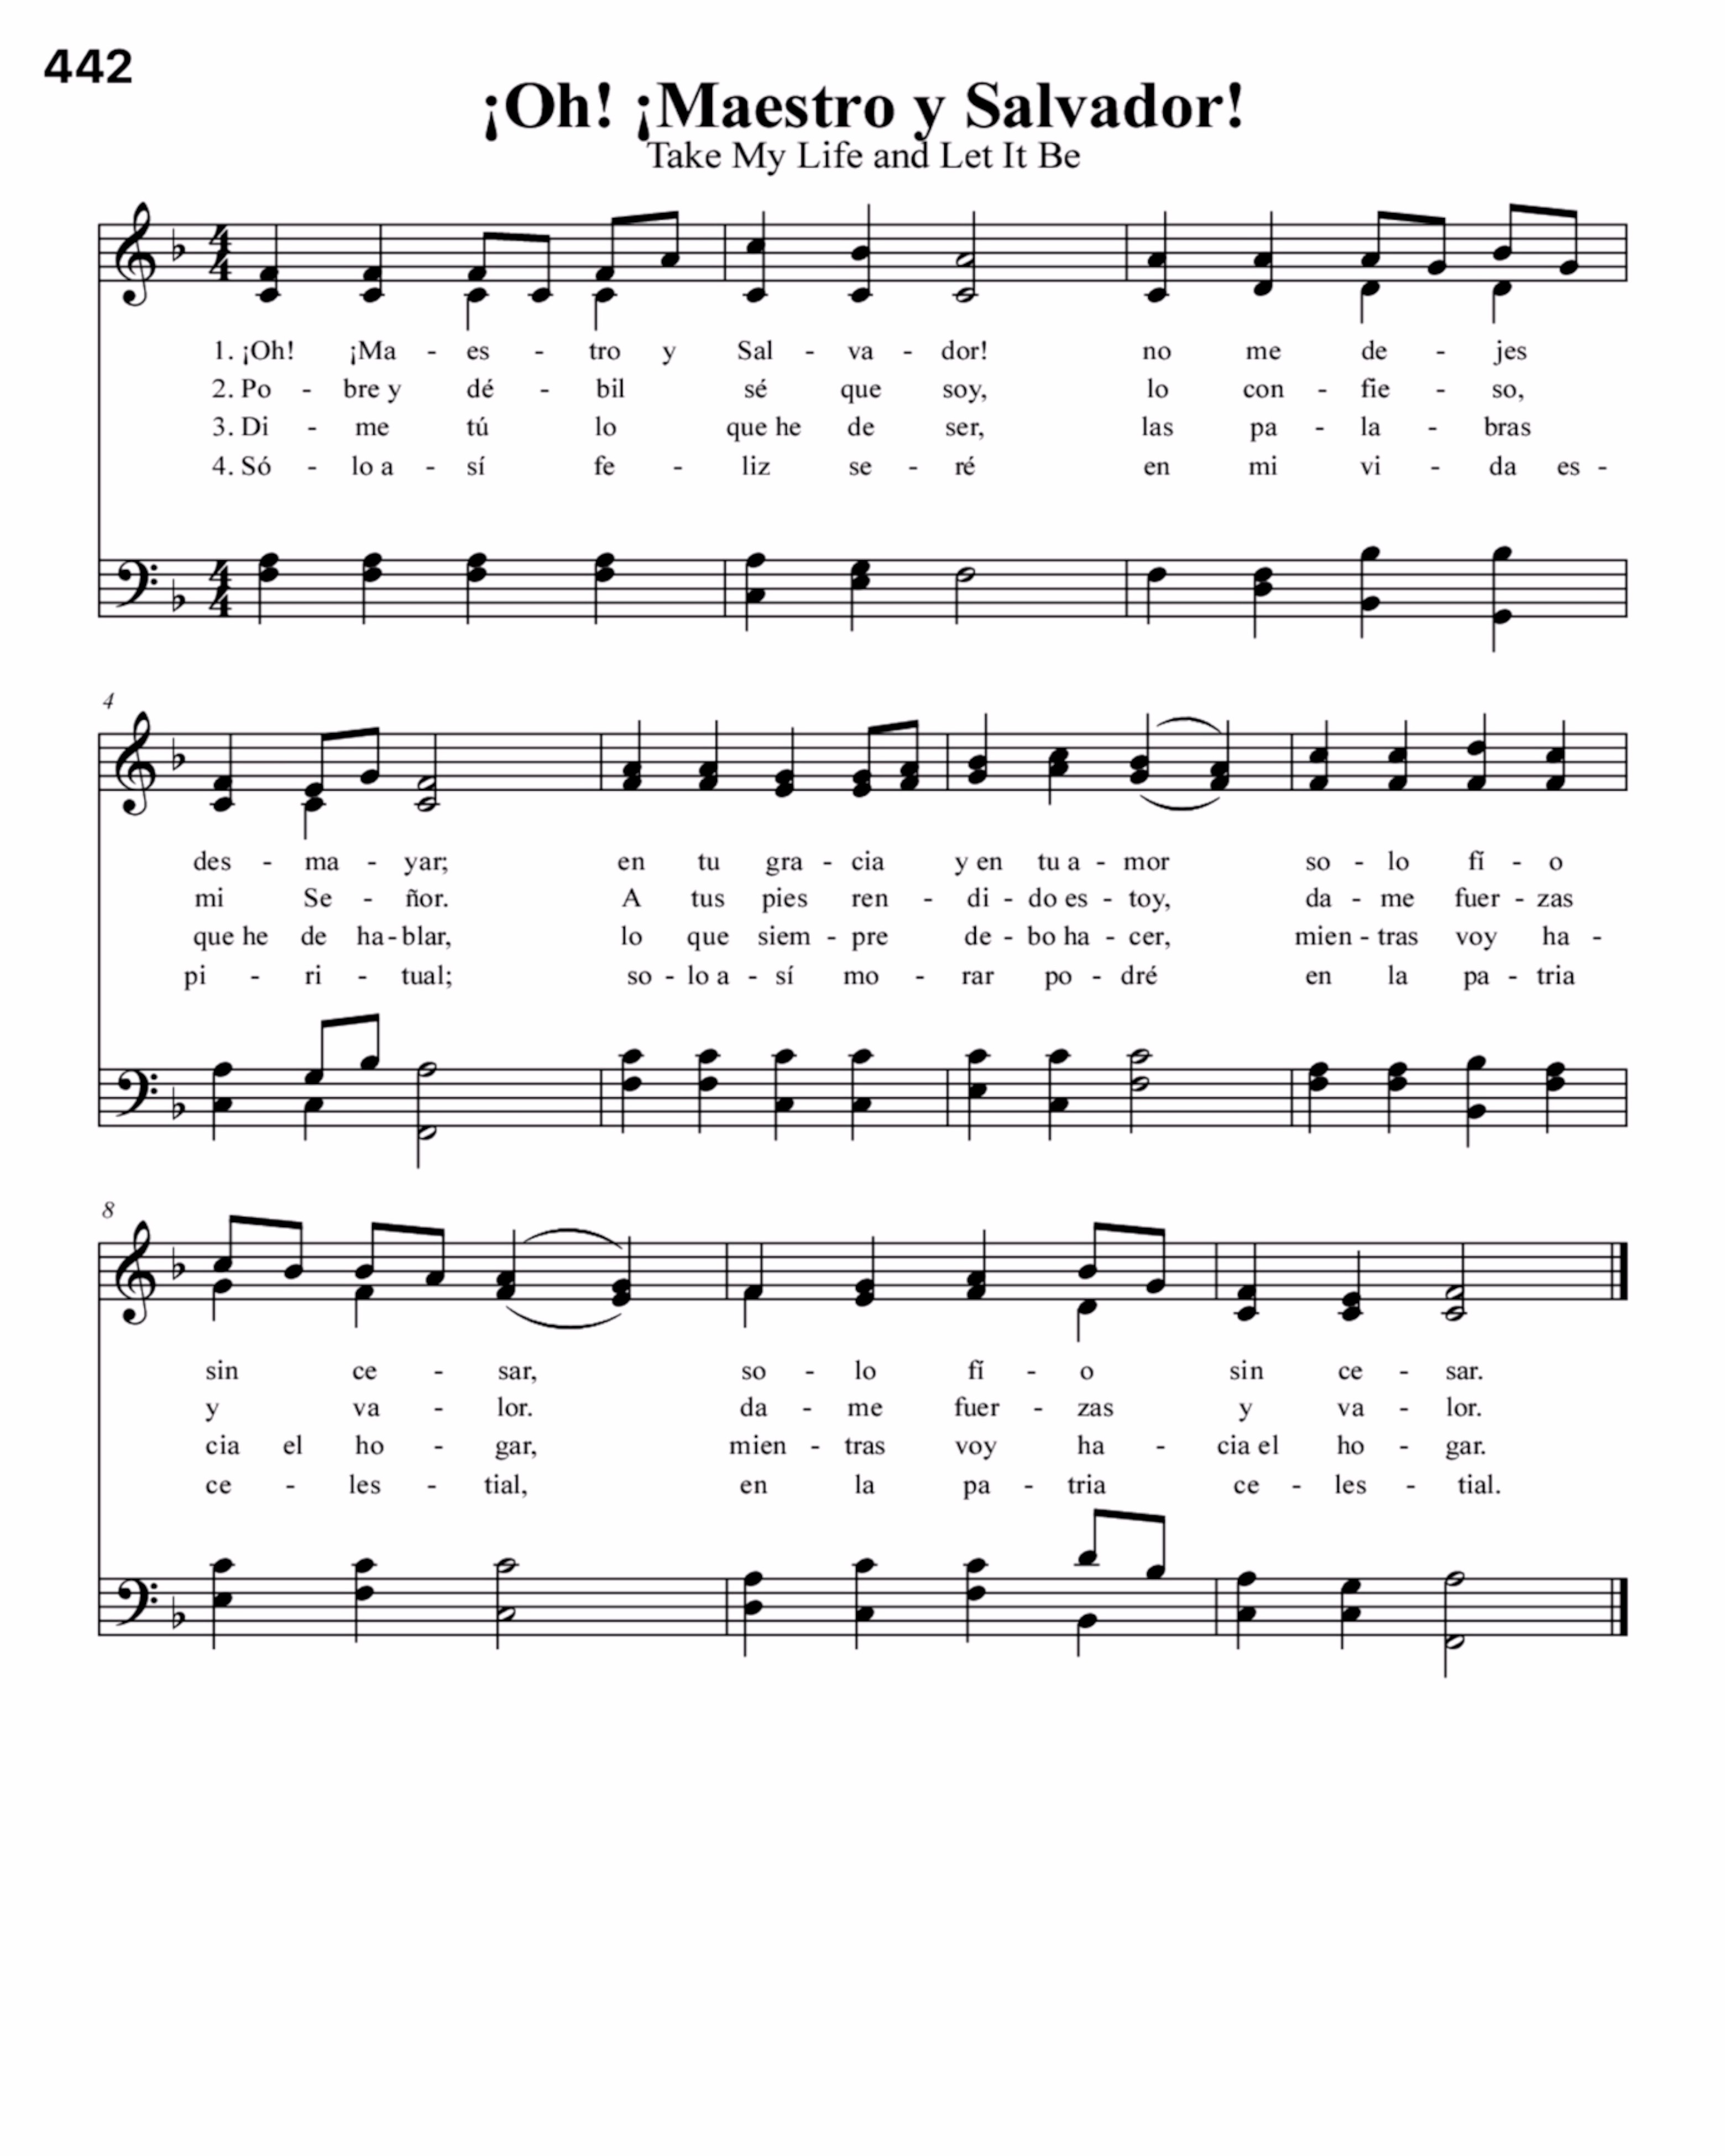 442
¡Oh! ¡Maestro y Salvador!
Take My Life and Let It Be
4
4
1. ¡Oh! ¡Ma - es - tro y Sal - va - dor! no me de - jes
2. Po - bre y dé - bil sé que soy, lo con - fie - so,
3. Di - me tú lo que he de ser, las pa - la - bras
4. Só - lo a - sí fe - liz se - ré en mi vi - da es -
4
4
4
des - ma - yar; en tu gra - cia y en tu a - mor so - lo fí - o
mi Se - ñor. A tus pies ren - di - do es - toy, da - me fuer - zas
que he de ha - blar, lo que siem - pre de - bo ha - cer, mien - tras voy ha -
pi - ri - tual; so - lo a - sí mo - rar po - dré en la pa - tria
8
sin ce - sar, so - lo fí - o sin ce - sar.
y va - lor. da - me fuer - zas y va - lor.
cia el ho - gar, mien - tras voy ha - cia el ho - gar.
ce - les - tial, en la pa - tria ce - les - tial.